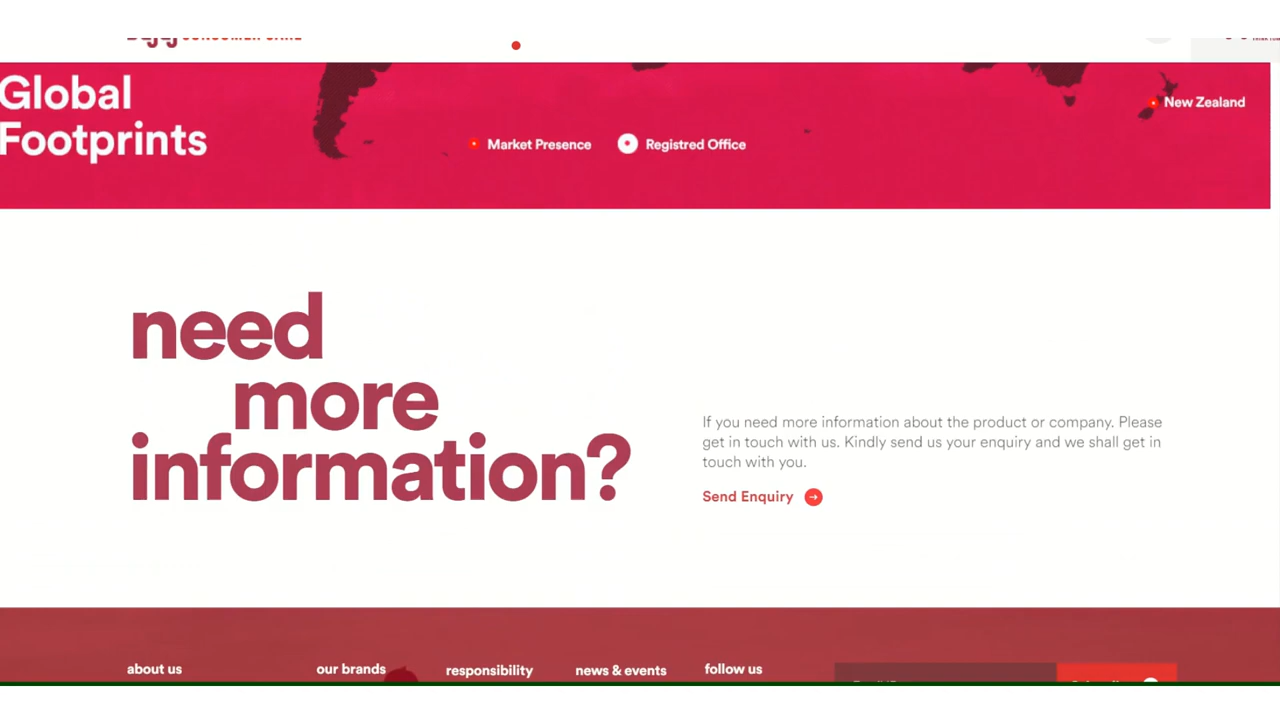 Global
Footprints
New Zealand
Market Presence
Registred Office
need
more
information?
If you need more information about the product or company. Please
get in touch with us. Kindly send us your enquiry and we shall get in
touch with you.
Send Enquiry
about us
our brands
responsibility
news & events
follow us